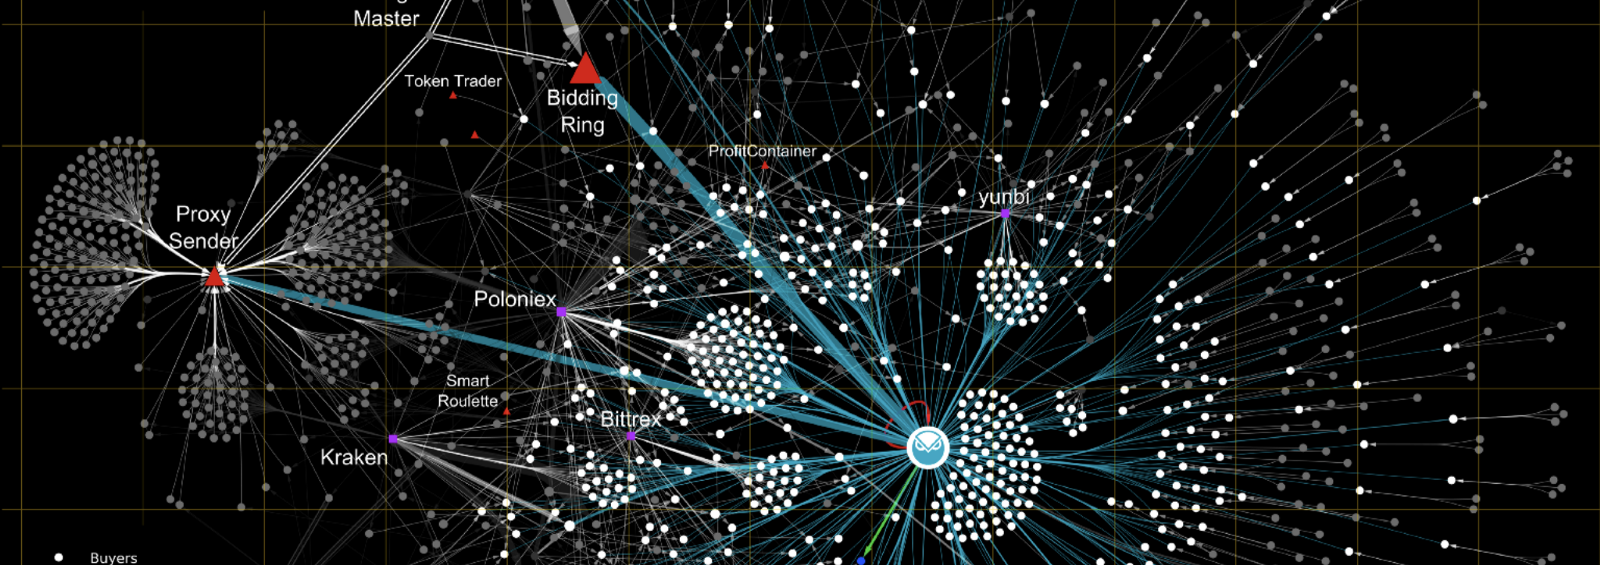 Master
Token Trader
Bidding
Ring
ProfitContainer
yunbi
Proxy
Sender
Poloniex
Smart
Roulette
Bittrex
Kraken
Buyers